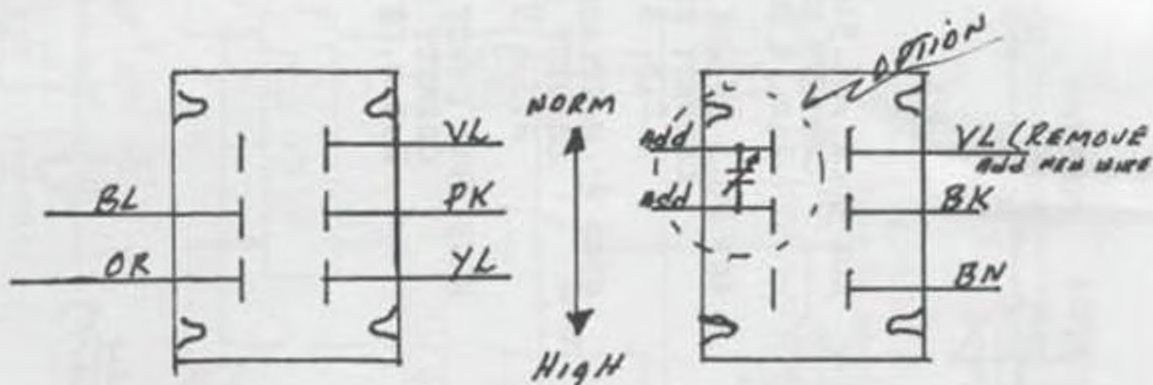 OPTION
NORM
VL
BL
PK
OR
YL
HigH
add
VL (REMOVE
add NEW WIRE
add
BK
BN